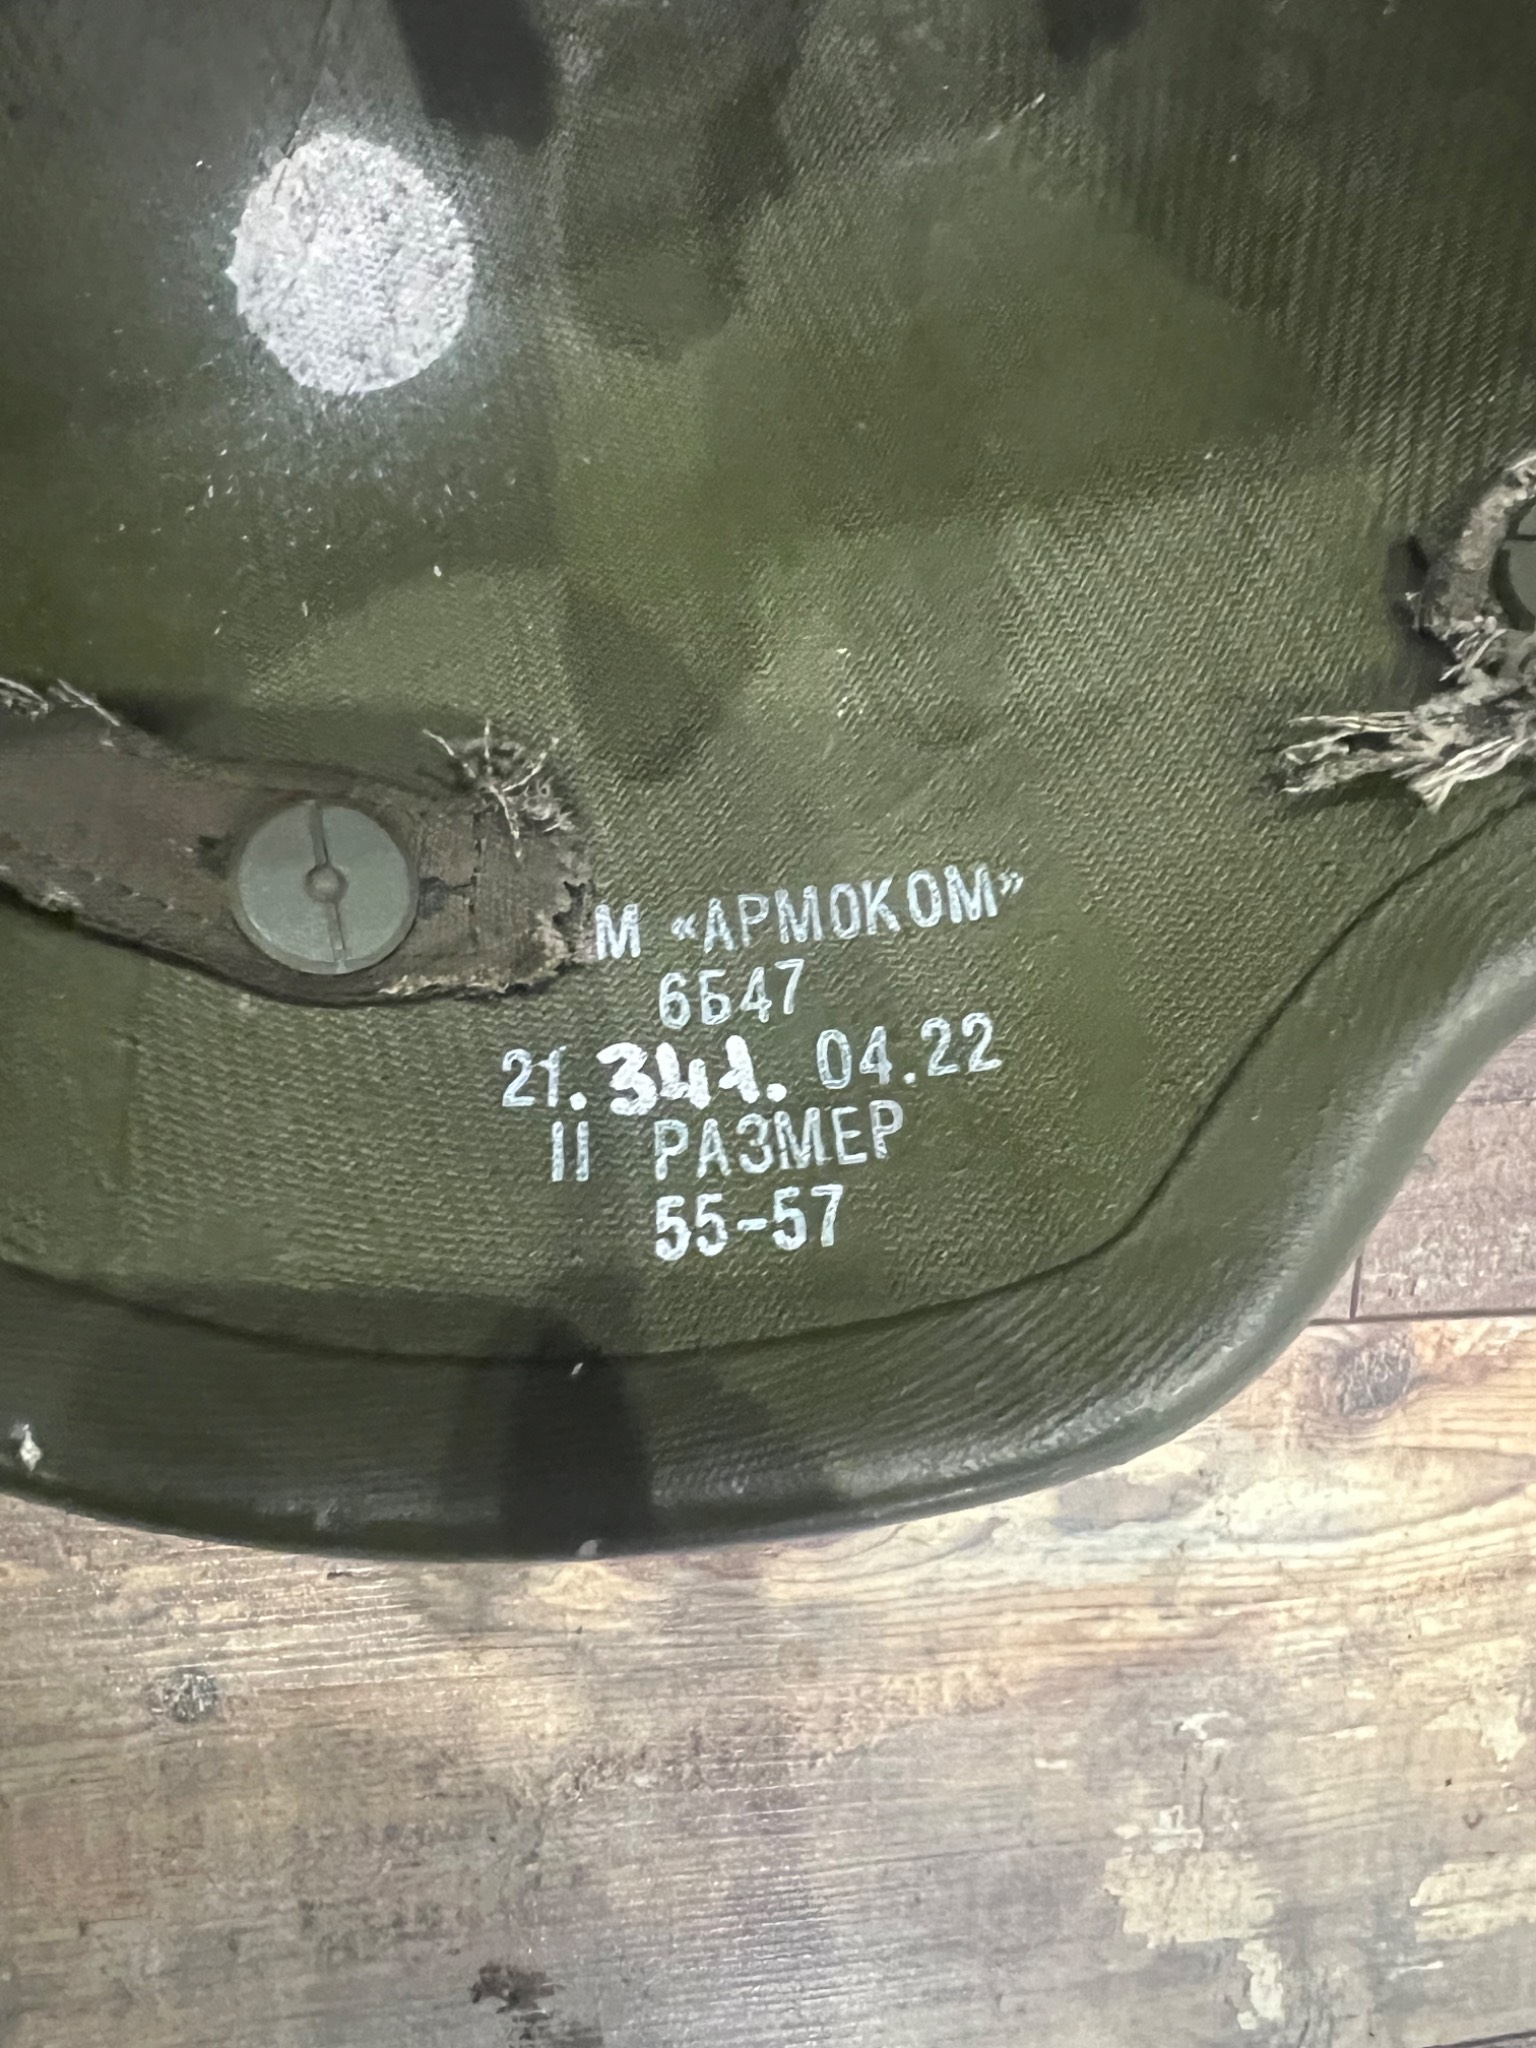 М «АРМОКОМ»
6Б47
21.341.04.22
II РАЗМЕР
55-57